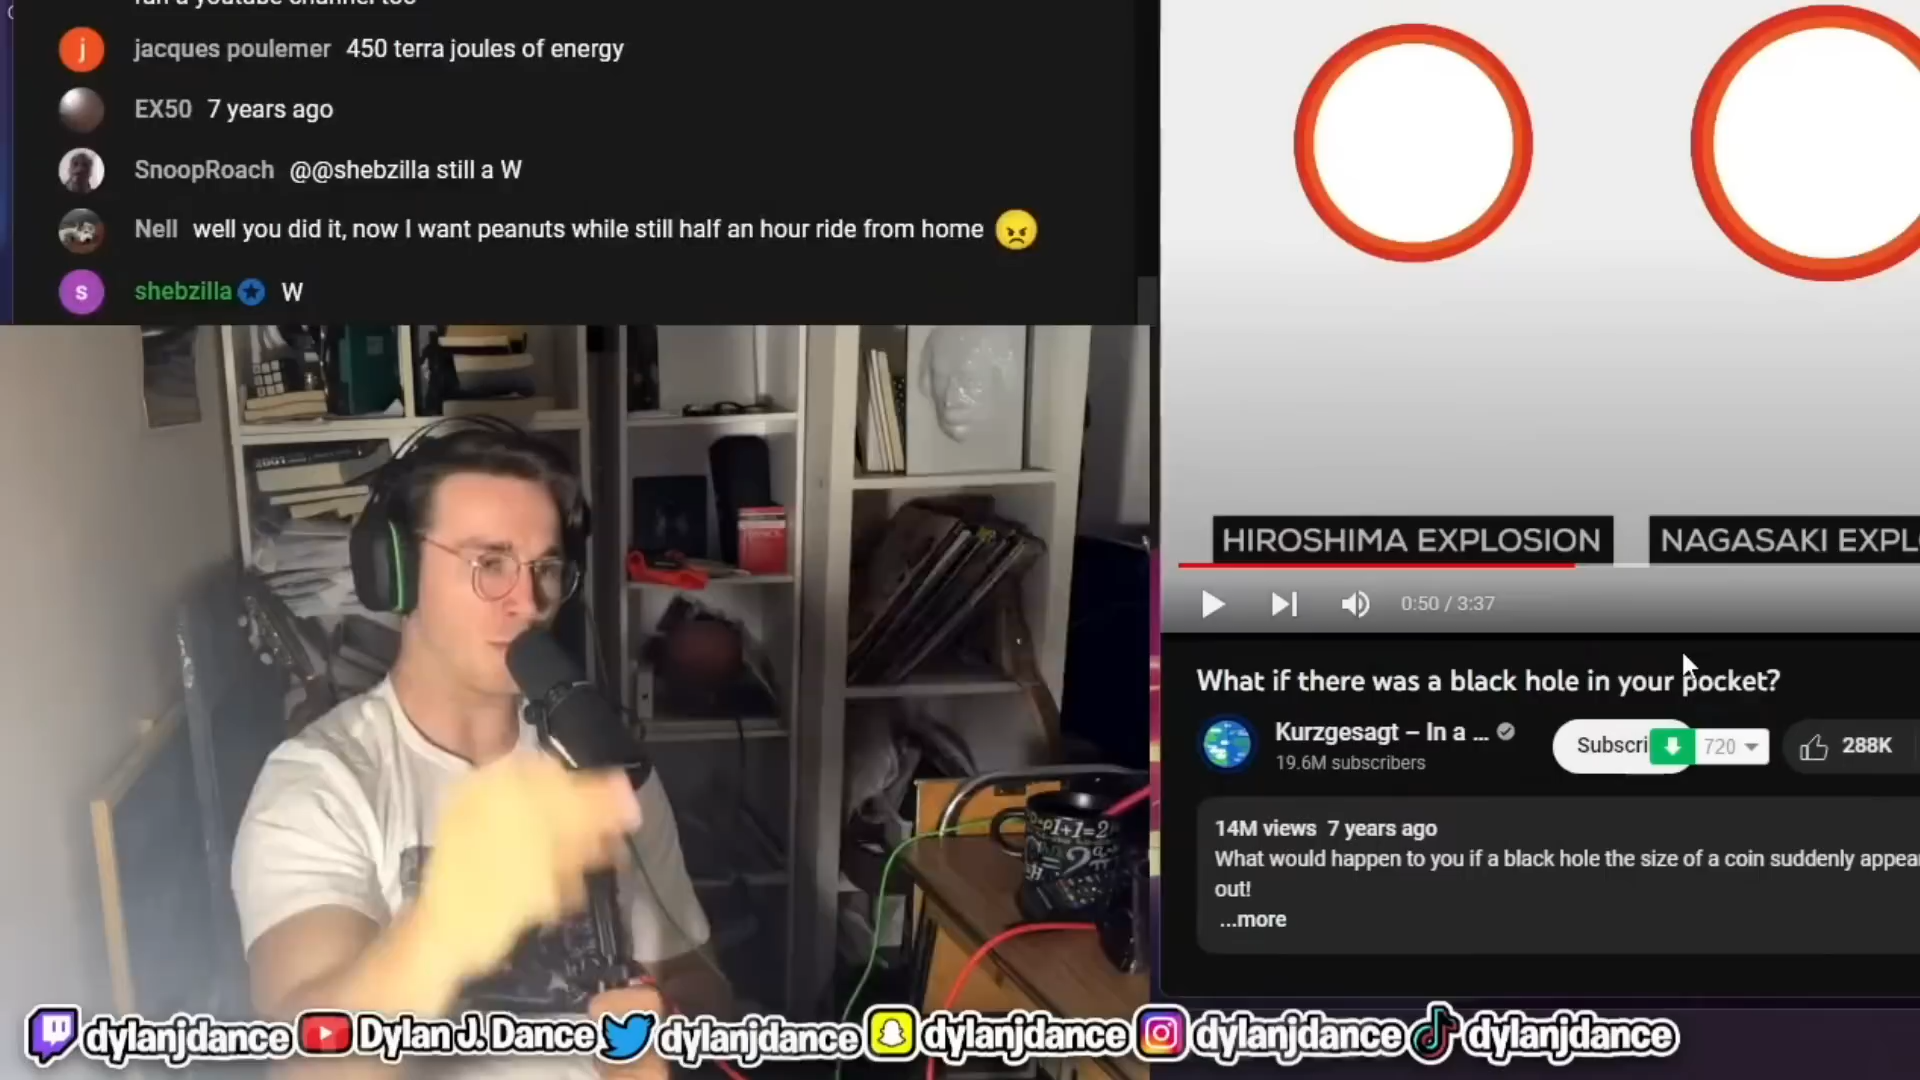 jacques poulemer 450 terra joules of energy
EX50 7 years ago
SnoopRoach @@shebzilla still a W
Nell well you did it, now I want peanuts while still half an hour ride from home
s shebzilla W
HIROSHIMA EXPLOSION
NAGASAKI EXPLO
0:50 / 3:37
What if there was a black hole in your pocket?
Kurzgesagt – In a ...
19.6M subscribers
Subscri
720
288K
14M views 7 years ago
What would happen to you if a black hole the size of a coin suddenly appea
out!
...more
dylanjdance Dylan J. Dance dylanjdance dylanjdance dylanjdance dylanjdance